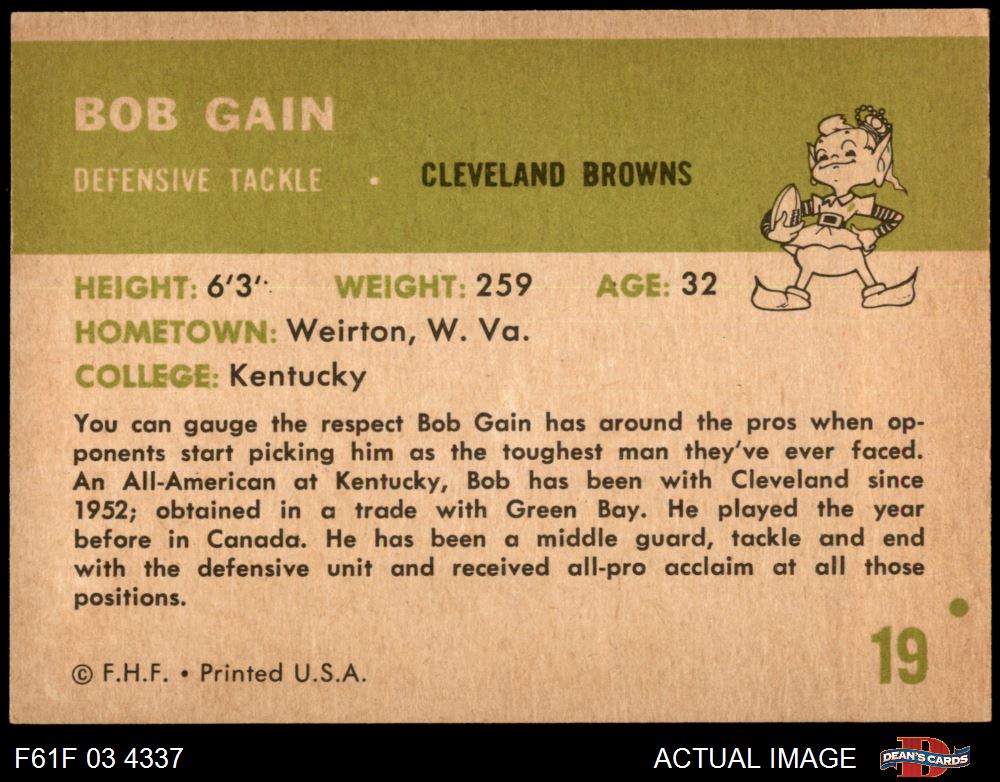 BOB GAIN
DEFENSIVE TACKLE • CLEVELAND BROWNS
HEIGHT: 6'3" WEIGHT: 259 AGE: 32
HOMETOWN: Weirton, W. Va.
COLLEGE: Kentucky
You can gauge the respect Bob Gain has around the pros when op-
ponents start picking him as the toughest man they've ever faced.
An All-American at Kentucky, Bob has been with Cleveland since
1952; obtained in a trade with Green Bay. He played the year
before in Canada. He has been a middle guard, tackle and end
with the defensive unit and received all-pro acclaim at all those
positions.
19
© F.H.F. • Printed U.S.A.
F61F 03 4337
ACTUAL IMAGE
DEAN'S CARDS